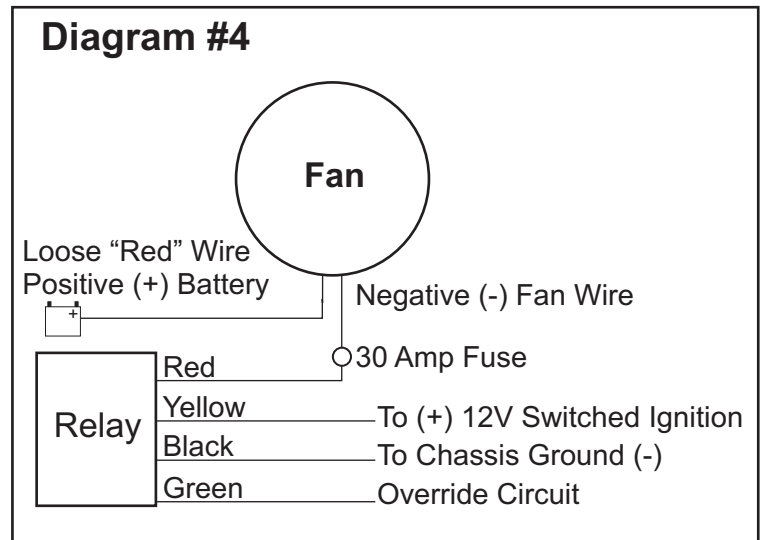 Diagram #4
Fan
Loose “Red” Wire
Positive (+) Battery
+
Negative (-) Fan Wire
30 Amp Fuse
Relay
Red
Yellow
To (+) 12V Switched Ignition
Black
To Chassis Ground (-)
Green
Override Circuit